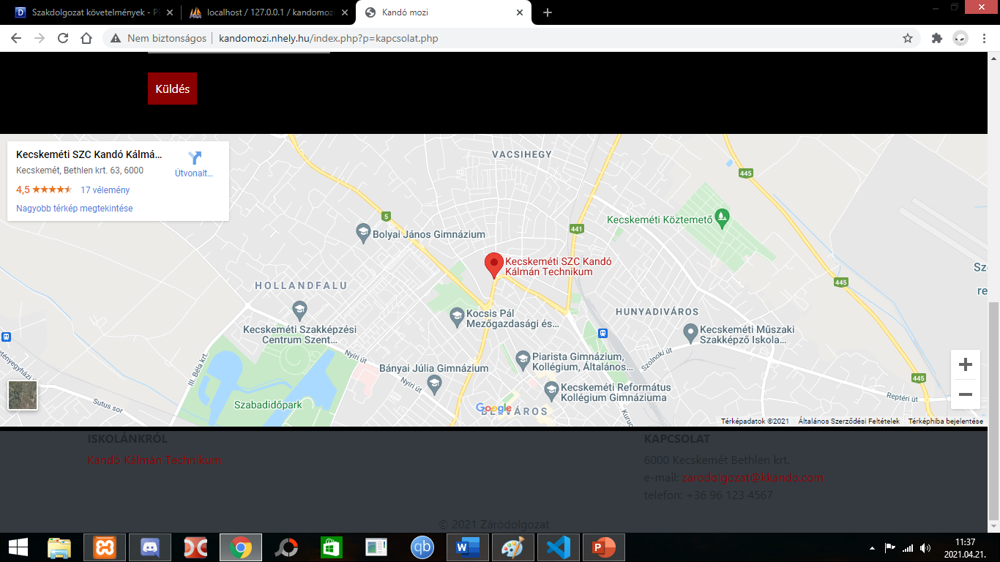 Szakdolgozat követelmények - P
localhost / 127.0.0.1 / kandomozi
Kandó mozi
Nem biztonságos
kandomozi.nhely.hu/index.php?p=kapcsolat.php
Küldés
Kecskeméti SZC Kandó Kálmá...
Kecskemét, Bethlen krt. 63, 6000
Útvonalt...
4,5
17 vélemény
Nagyobb térkép megtekintése
VACSIHEGY
445
5
441
Kecskeméti Köztemető
Bolyai János Gimnázium
Kecskeméti SZC Kandó
Kálmán Technikum
HOLLANDFALU
445
Kecskeméti Szakképzési
Centrum Szent...
Kocsis Pál
Mezőgazdasági és...
HUNYADIVÁROS
Kecskeméti Műszaki
Szakképző Iskola...
Piarista Gimnázium,
Kollégium, Általános...
Szolnoki út
Nyíri út
III. Béla krt.
Bányai Júlia Gimnázium
Nyíri út
Kecskeméti Református
Kollégium Gimnáziuma
445
Reptéri út
Sutus sor
Szabadidőpark
Google
BELVÁROS
Térképadatok ©2021
Általános Szerződési Feltételek
Térképhiba bejelentése
ISKOLÁNKRÓL
Kandó Kálmán Technikum
KAPCSOLAT
6000 Kecskemét Bethlen krt.
e-mail: zarodolgozat@kkando.com
telefon: +36 96 123 4567
© 2021 Záródolgozat
11:37
2021.04.21.